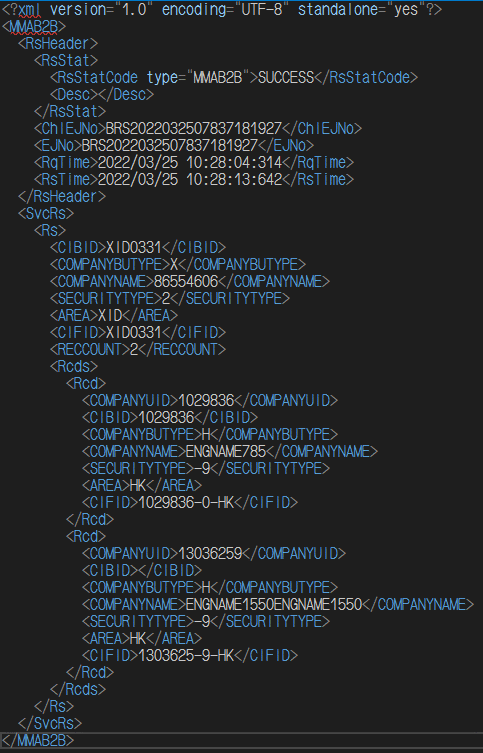 <?xml version="1.0" encoding="UTF-8" standalone="yes"?>
<MMAB2B>
  <RsHeader>
    <RsStat>
      <RsStatCode type="MMAB2B">SUCCESS</RsStatCode>
      <Desc></Desc>
    </RsStat>
    <ChlEJNo>BRS2022032507837181927</ChlEJNo>
    <EJNo>BRS2022032507837181927</EJNo>
    <RqTime>2022/03/25 10:28:04:314</RqTime>
    <RsTime>2022/03/25 10:28:13:642</RsTime>
  </RsHeader>
  <SvcRs>
    <Rs>
      <CIBID>XID0331</CIBID>
      <COMPANYBUTYPE>X</COMPANYBUTYPE>
      <COMPANYNAME>86554606</COMPANYNAME>
      <SECURITYTYPE>2</SECURITYTYPE>
      <AREA>XID</AREA>
      <CIFID>XID0331</CIFID>
      <RECCOUNT>2</RECCOUNT>
      <Rcds>
        <Rcd>
          <COMPANYUID>1029836</COMPANYUID>
          <CIBID>1029836</CIBID>
          <COMPANYBUTYPE>H</COMPANYBUTYPE>
          <COMPANYNAME>ENGNAME785</COMPANYNAME>
          <SECURITYTYPE>-9</SECURITYTYPE>
          <AREA>HK</AREA>
          <CIFID>1029836-0-HK</CIFID>
        </Rcd>
        <Rcd>
          <COMPANYUID>13036259</COMPANYUID>
          <CIBID></CIBID>
          <COMPANYBUTYPE>H</COMPANYBUTYPE>
          <COMPANYNAME>ENGNAME1550ENGNAME1550</COMPANYNAME>
          <SECURITYTYPE>-9</SECURITYTYPE>
          <AREA>HK</AREA>
          <CIFID>1303625-9-HK</CIFID>
        </Rcd>
      </Rcds>
    </Rs>
  </SvcRs>
</MMAB2B>